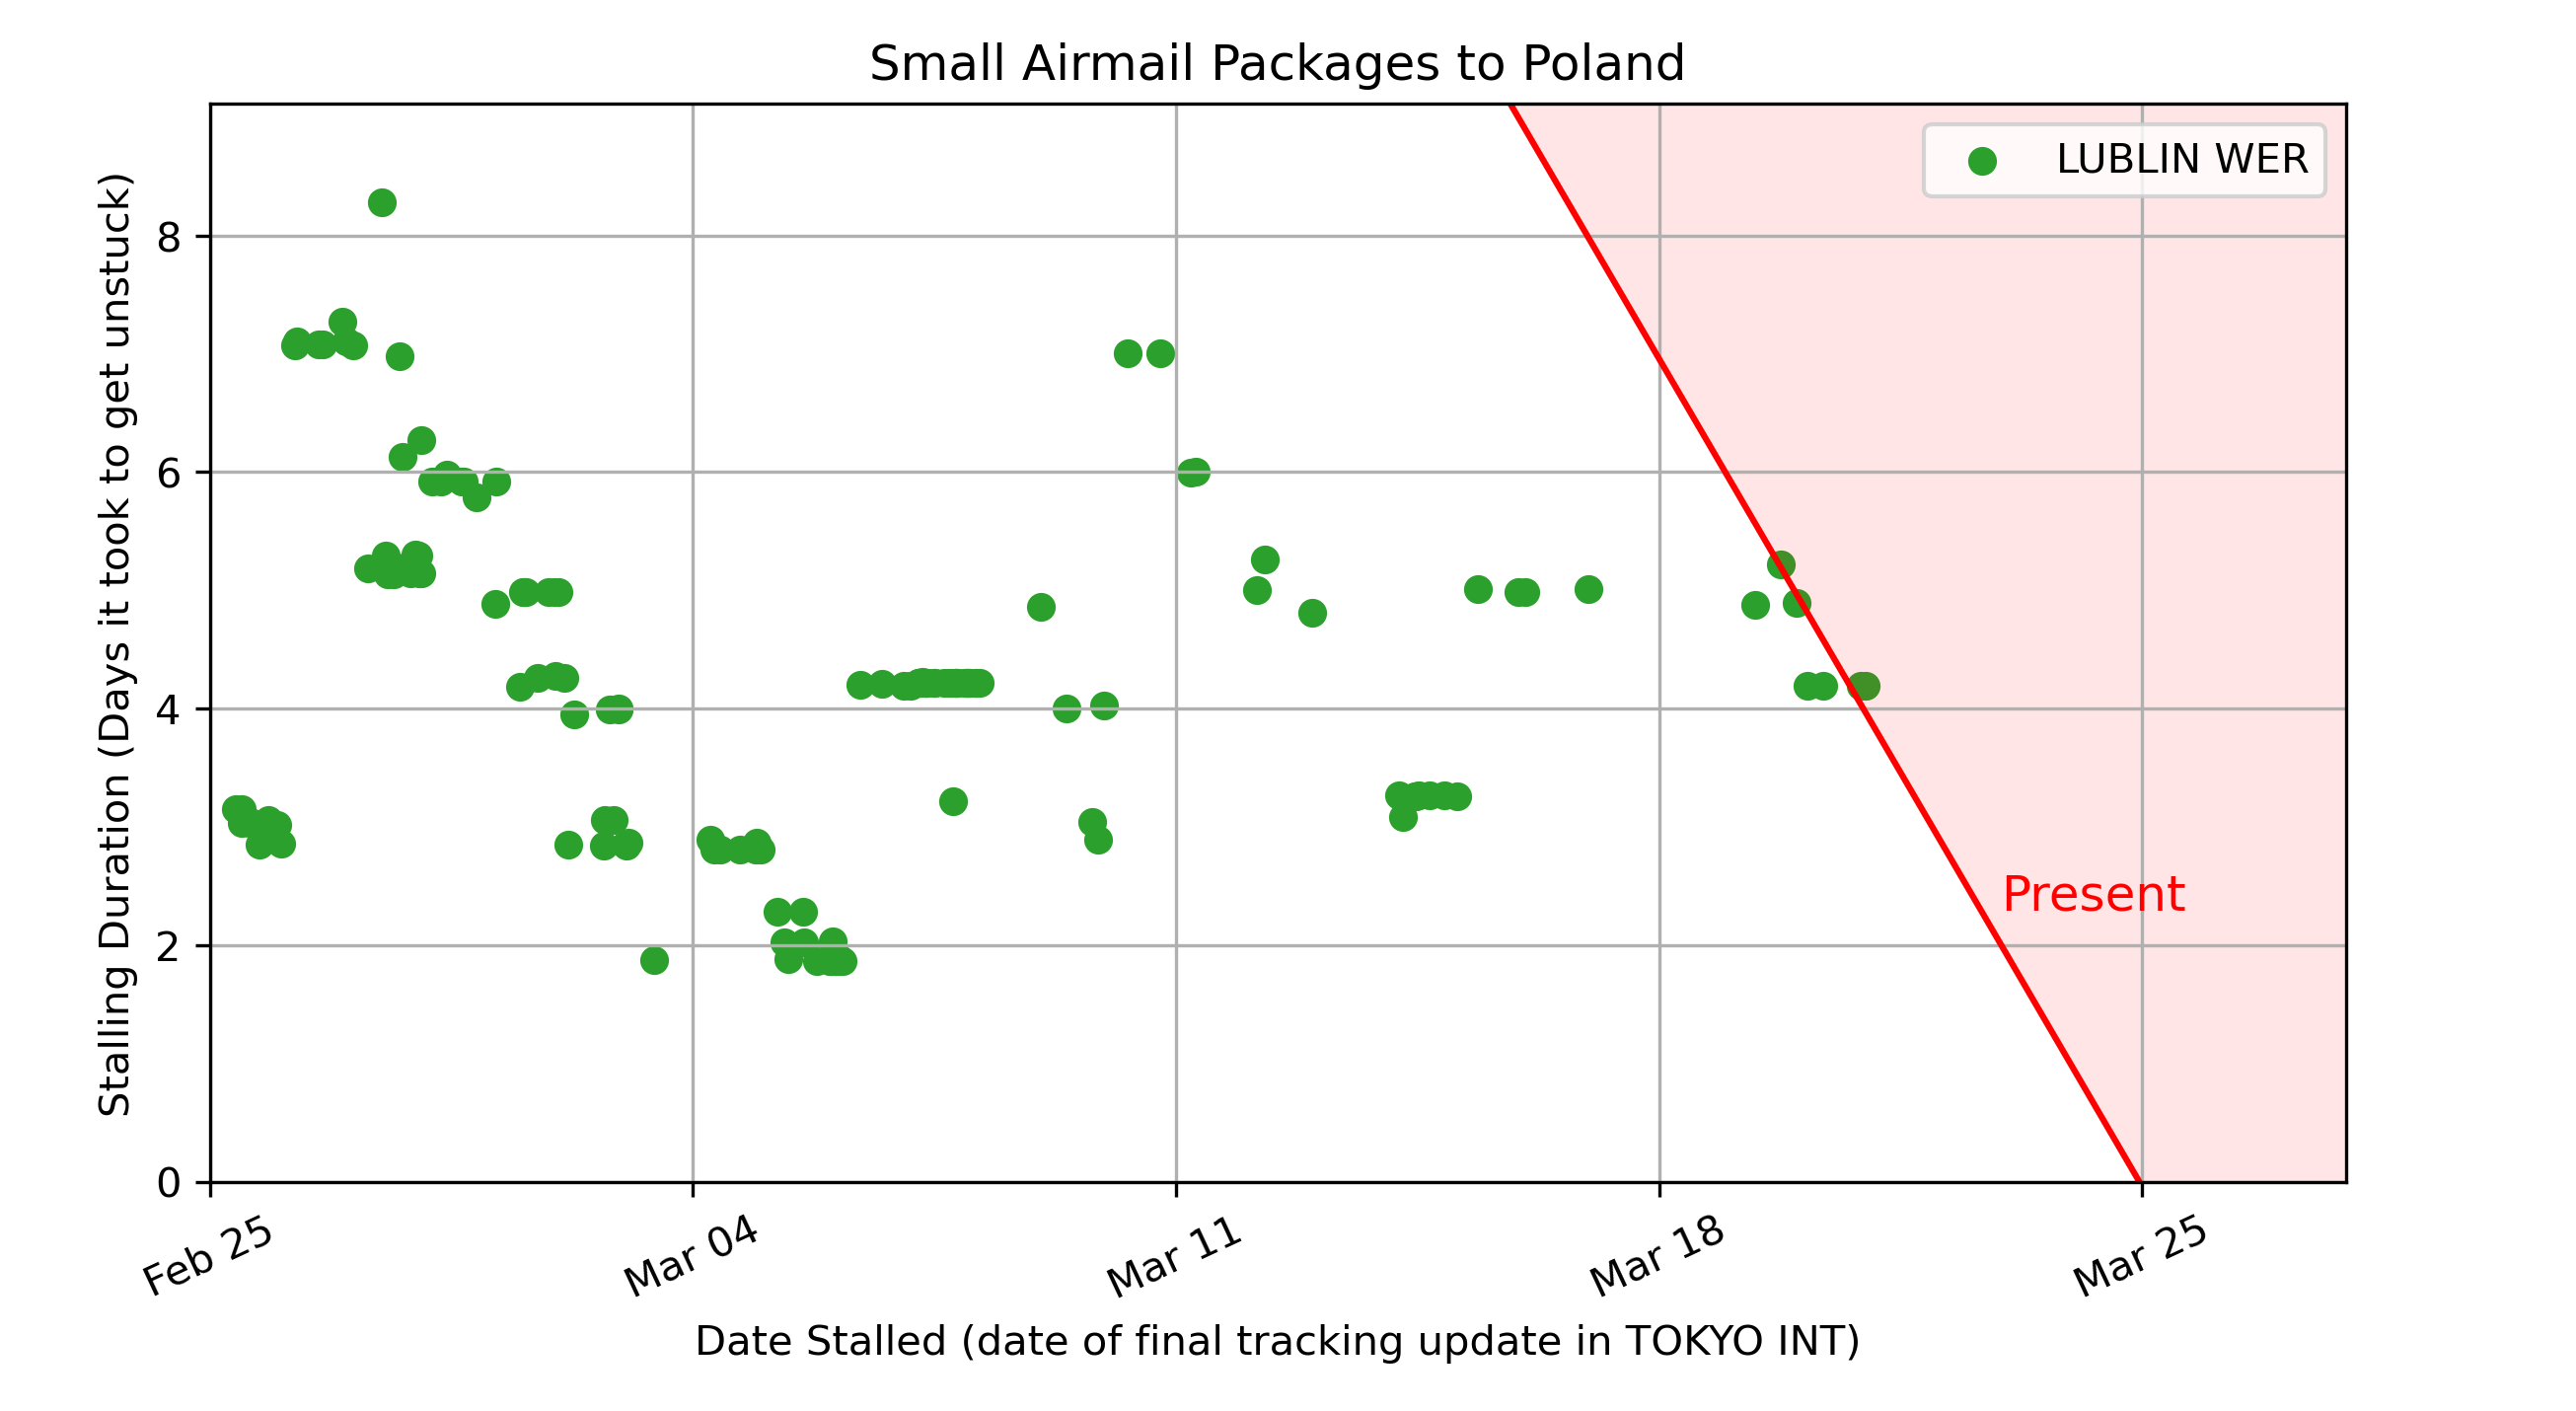 Small Airmail Packages to Poland
LUBLIN WER
Stalling Duration (Days it took to get unstuck)
8
6
4
2
0
Present
Feb 25
Mar 04
Mar 11
Mar 18
Mar 25
Date Stalled (date of final tracking update in TOKYO INT)